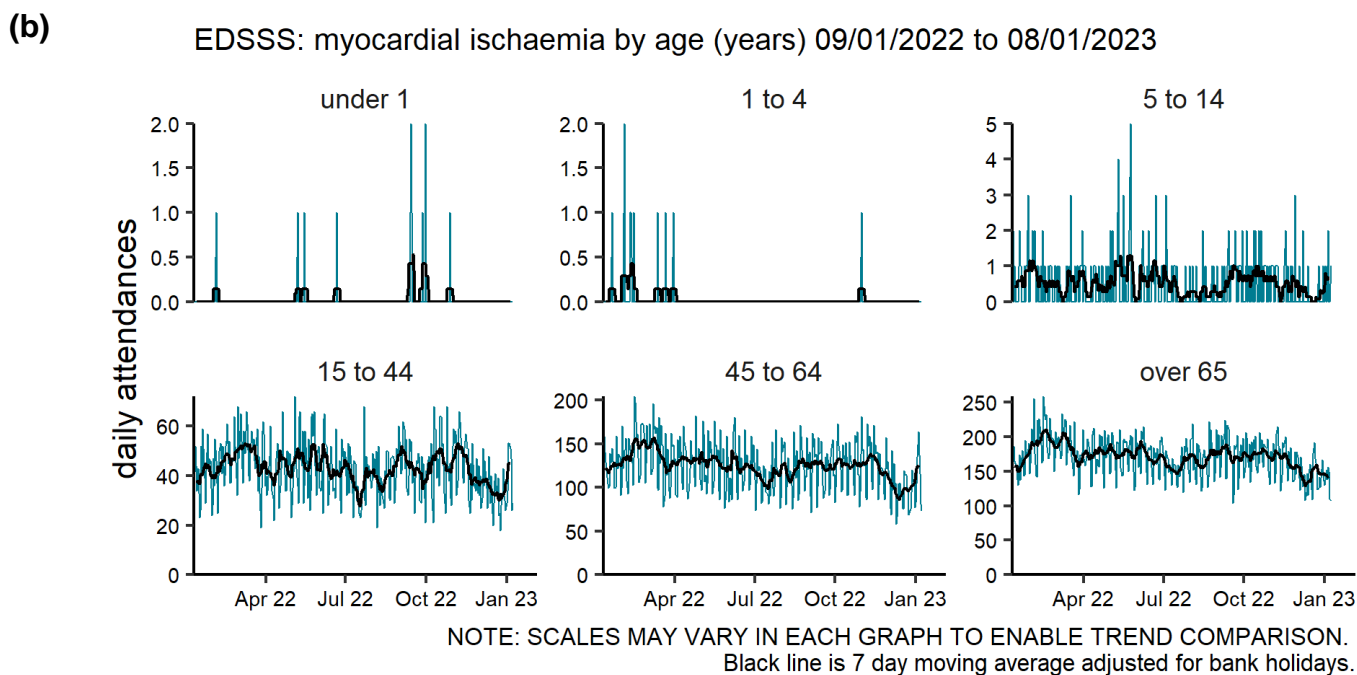 (b)
EDSSS: myocardial ischaemia by age (years) 09/01/2022 to 08/01/2023
daily attendances
under 1
2.0
1.5
1.0
0.5
0.0
1 to 4
2.0
1.5
1.0
0.5
0.0
5 to 14
5
4
3
2
1
0
15 to 44
60
40
20
0
Apr 22 Jul 22 Oct 22 Jan 23
45 to 64
200
150
100
50
0
Apr 22 Jul 22 Oct 22 Jan 23
over 65
250
200
150
100
50
0
Apr 22 Jul 22 Oct 22 Jan 23
NOTE: SCALES MAY VARY IN EACH GRAPH TO ENABLE TREND COMPARISON.
Black line is 7 day moving average adjusted for bank holidays.